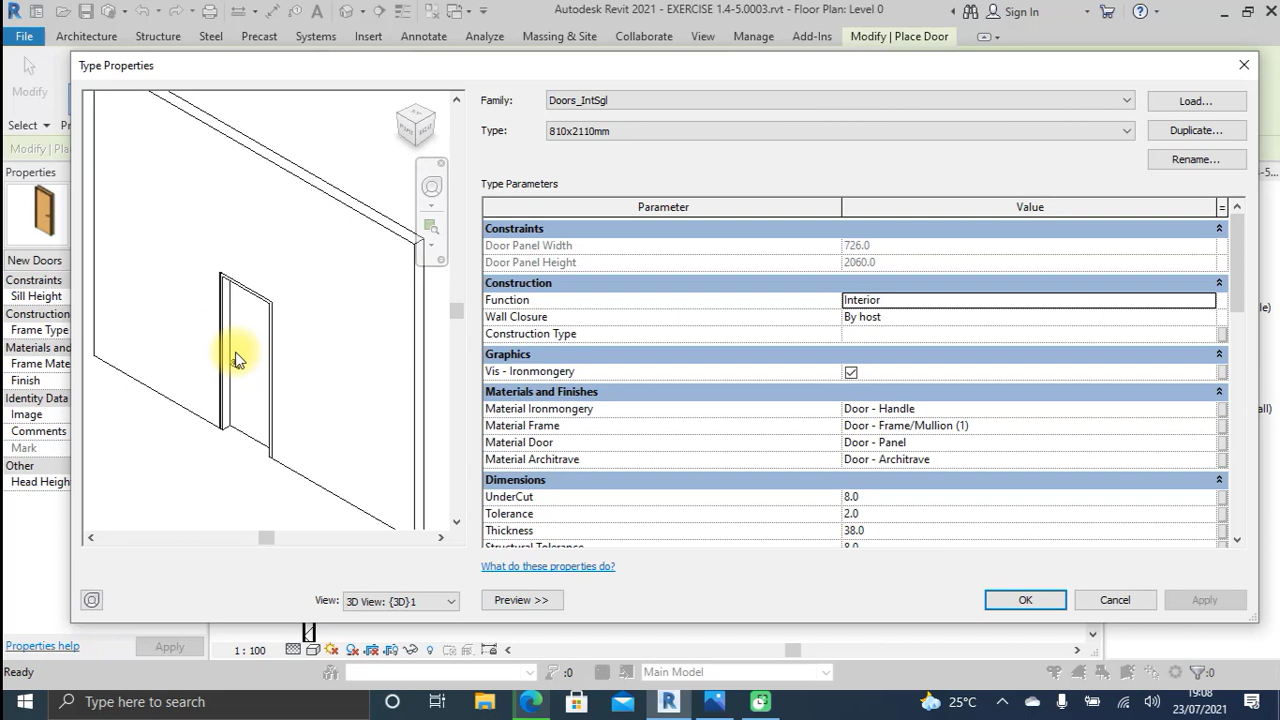 Autodesk Revit 2021 - EXERCISE 1.4-5.0003.rvt - Floor Plan: Level 0
Sign In
File
Architecture
Structure
Steel
Precast
Systems
Insert
Annotate
Analyze
Massing & Site
Collaborate
View
Manage
Add-Ins
Modify | Place Door
Modify
Select
Type Properties
Modify | Pla
Properties
New Doors
Constraints
Sill Height
Construction
Frame Type
Materials and
Frame Mate
Finish
Identity Data
Image
Comments
Mark
Other
Head Height
Properties help
Apply
Family:
Doors_IntSgl
Load...
Type:
810x2110mm
Duplicate...
Rename...
Type Parameters
Parameter
Value
=
Constraints
Door Panel Width
726.0
Door Panel Height
2060.0
Construction
Function
Interior
Wall Closure
By host
Construction Type
Graphics
Vis - Ironmongery
Materials and Finishes
Material Ironmongery
Door - Handle
Material Frame
Door - Frame/Mullion (1)
Material Door
Door - Panel
Material Architrave
Door - Architrave
Dimensions
UnderCut
8.0
Tolerance
2.0
Thickness
38.0
Structural Tolerance
8.0
What do these properties do?
View:
3D View: {3D}1
Preview >>
OK
Cancel
Apply
1 : 100
Ready
:0
Main Model
:0
Type here to search
25°C
19:08
23/07/2021